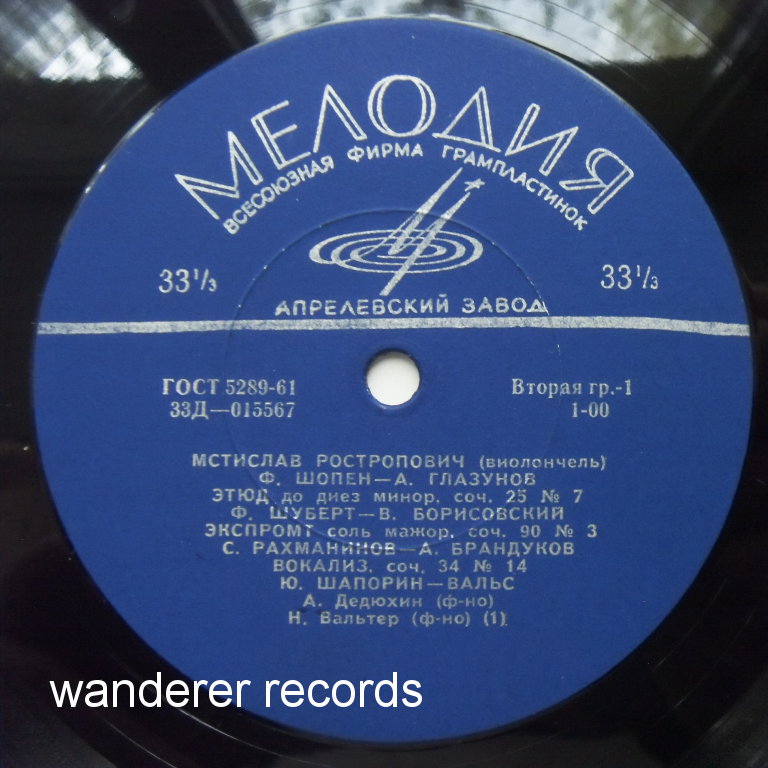 МЕЛОДИЯ
ВСЕСОЮЗНАЯ ФИРМА ГРАМПЛАСТИНОК
33⅓ 33⅓
АПРЕЛЕВСКИЙ ЗАВОД
ГОСТ 5289-61 Вторая гр.-1
33Д—015567 1-00
МСТИСЛАВ РОСТРОПОВИЧ (виолончель)
Ф. ШОПЕН—А. ГЛАЗУНОВ
ЭТЮД до диез минор, соч. 25 № 7
Ф. ШУБЕРТ—В. БОРИСОВСКИЙ
ЭКСПРОМТ соль мажор, соч. 90 № 3
С. РАХМАНИНОВ—А. БРАНДУКОВ
ВОКАЛИЗ, соч. 34 № 14
Ю. ШАПОРИН—ВАЛЬС
А. Дедюхин (ф-но)
Н. Вальтер (ф-но) (1)
wanderer records